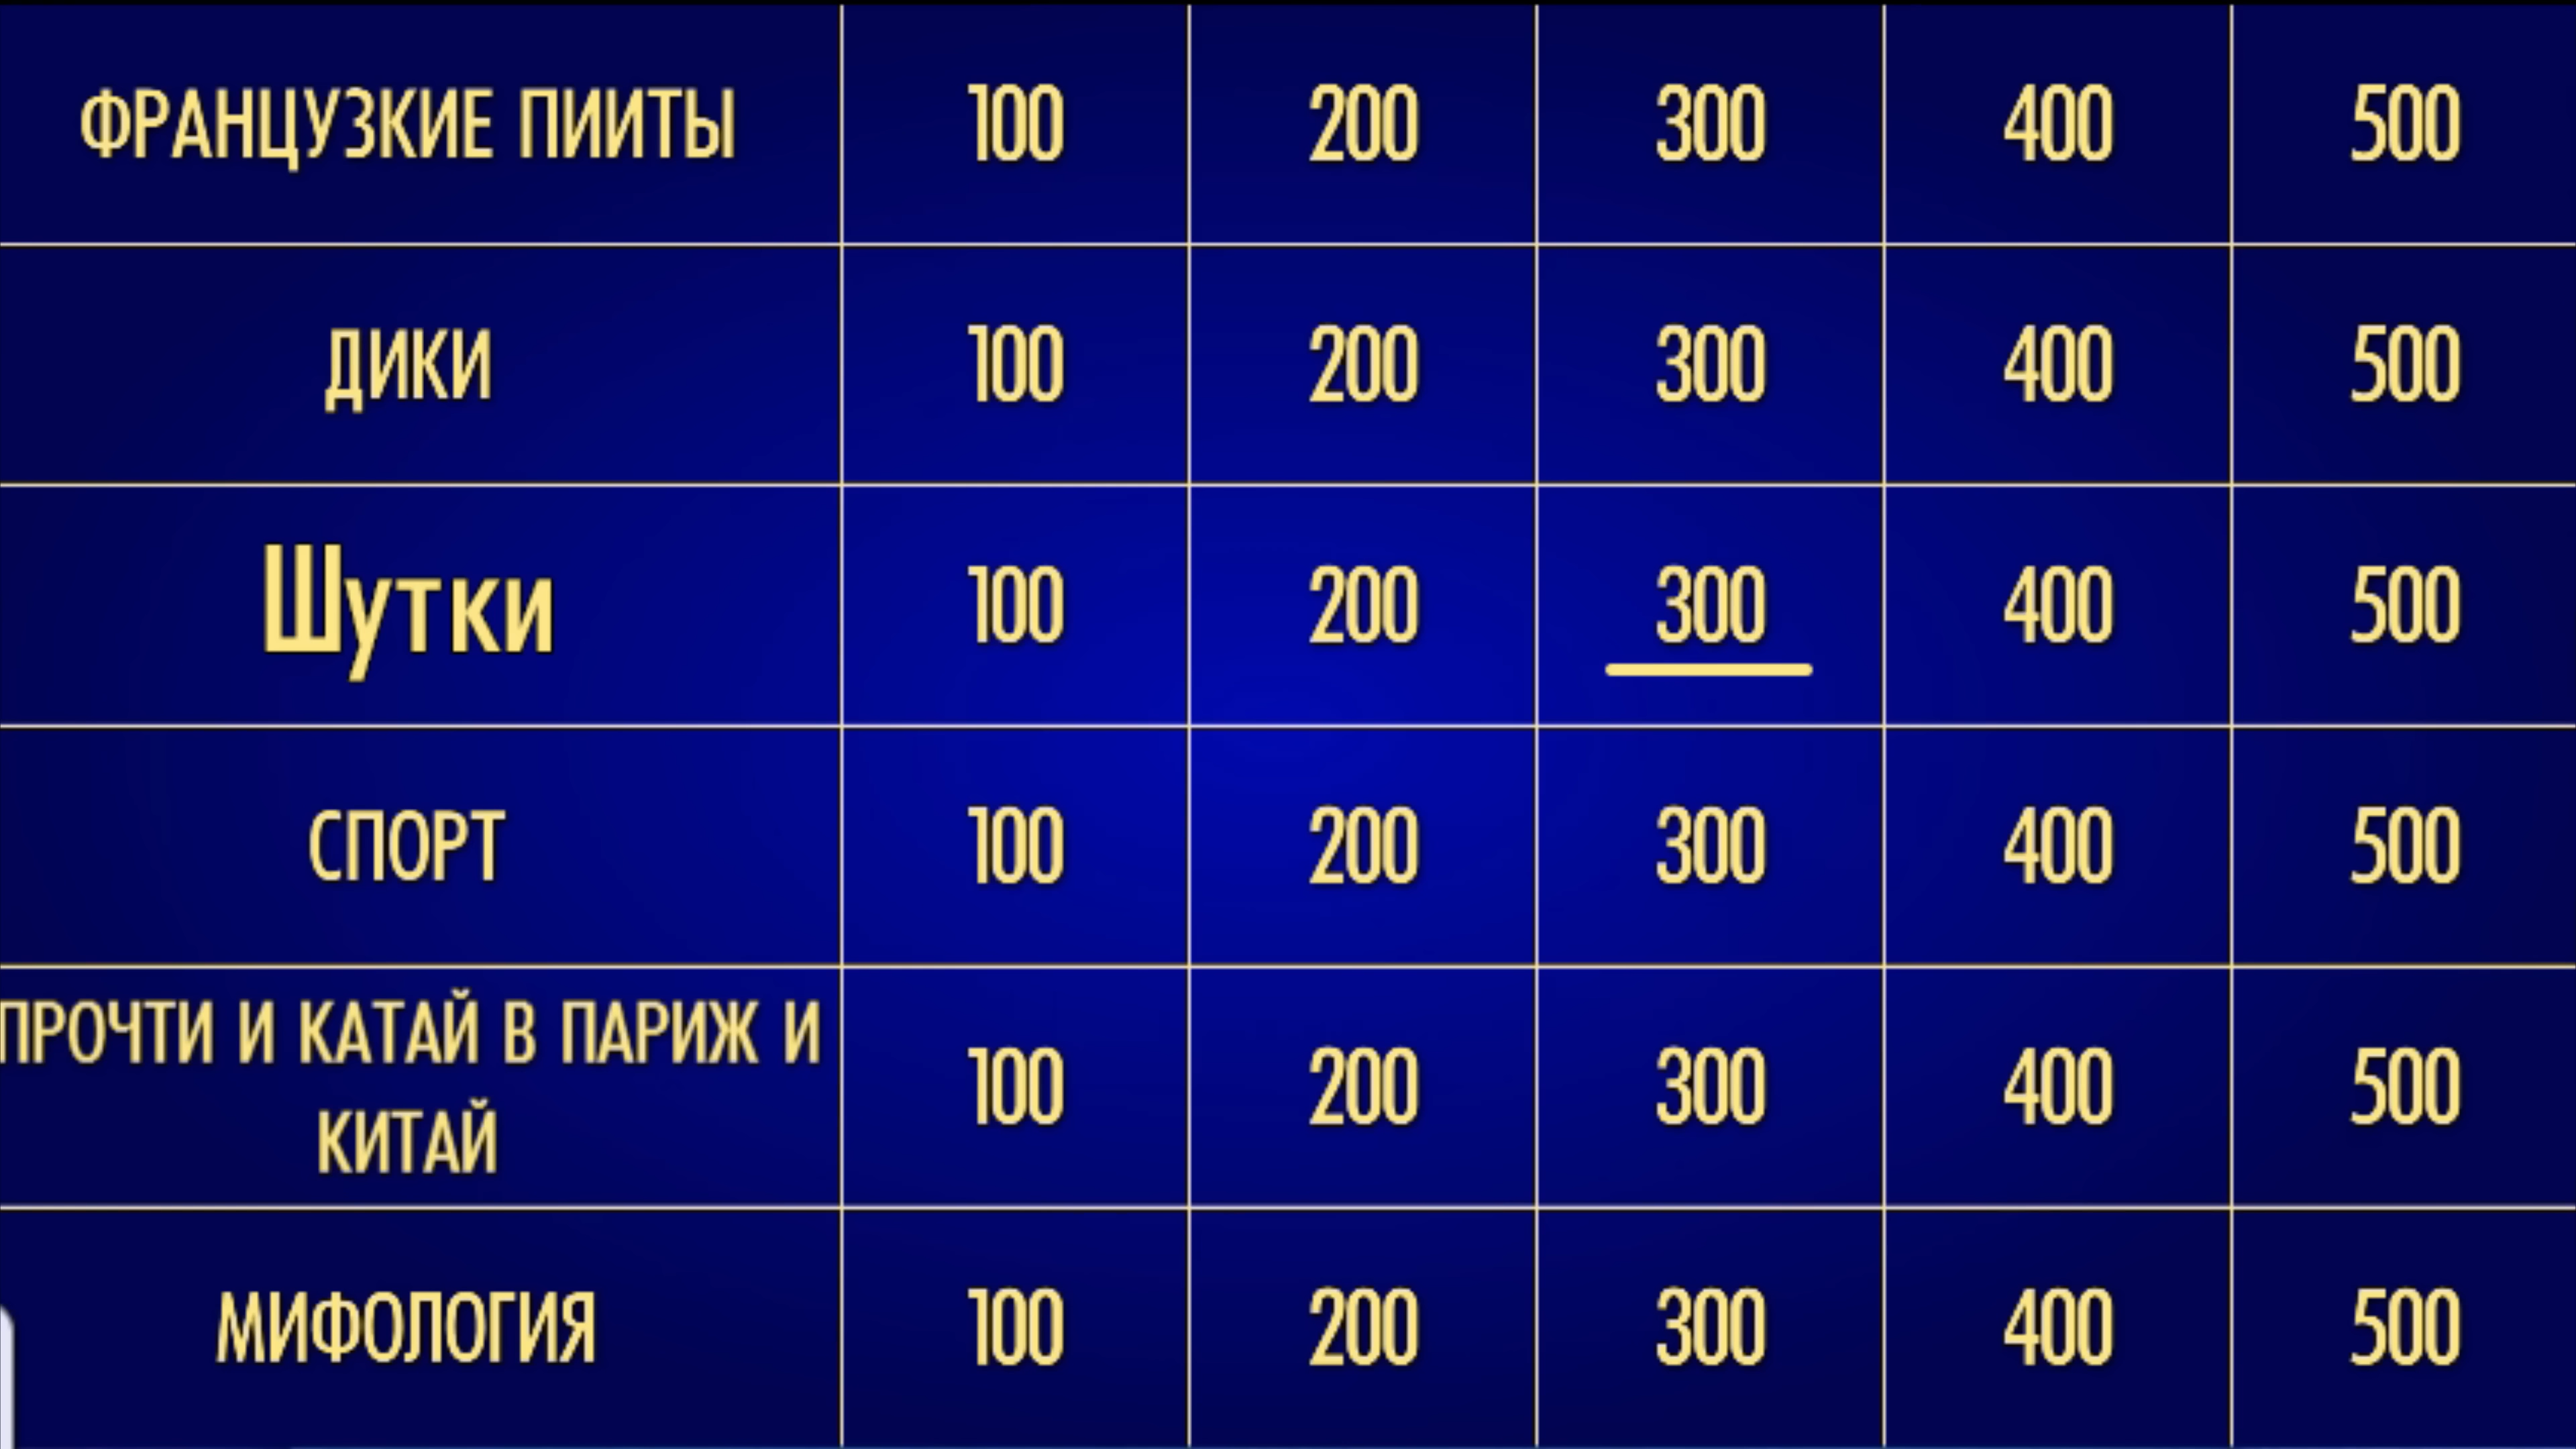 ФРАНЦУЗКИЕ ПИИТЫ 100 200 300 400 500
ДИКИ 100 200 300 400 500
Шутки 100 200 300 400 500
СПОРТ 100 200 300 400 500
ПРОЧТИ И КАТАЙ В ПАРИЖ И
КИТАЙ 100 200 300 400 500
МИФОЛОГИЯ 100 200 300 400 500